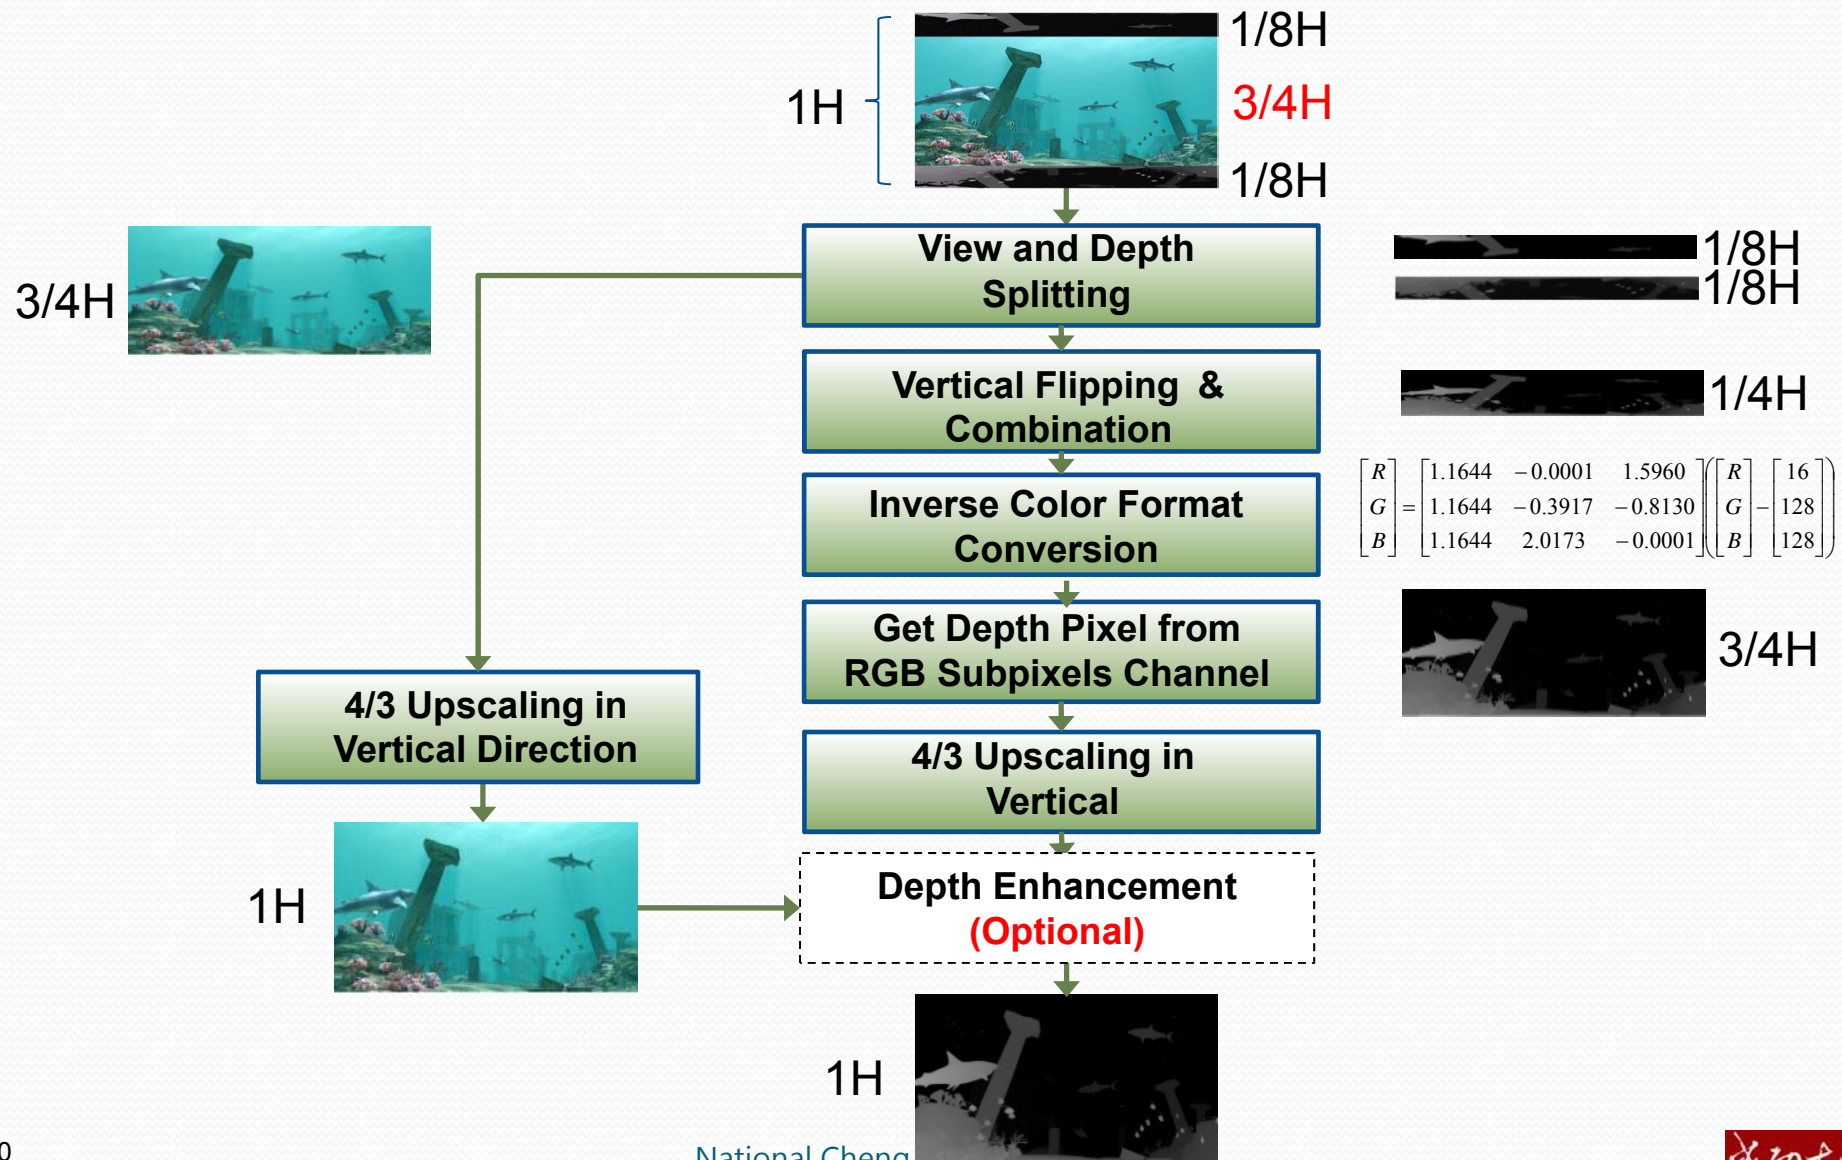 1/8H
1H
3/4H
1/8H
View and Depth
Splitting
1/8H
1/8H
3/4H
Vertical Flipping &
Combination
1/4H
Inverse Color Format
Conversion
[R] [1.1644 −0.0001 1.5960] ([R] [16])
[G] = [1.1644 −0.3917 −0.8130] ([G] − [128])
[B] [1.1644 2.0173 −0.0001] ([B] [128])
Get Depth Pixel from
RGB Subpixels Channel
3/4H
4/3 Upscaling in
Vertical Direction
4/3 Upscaling in
Vertical
1H
Depth Enhancement
(Optional)
1H
0
National Cheng